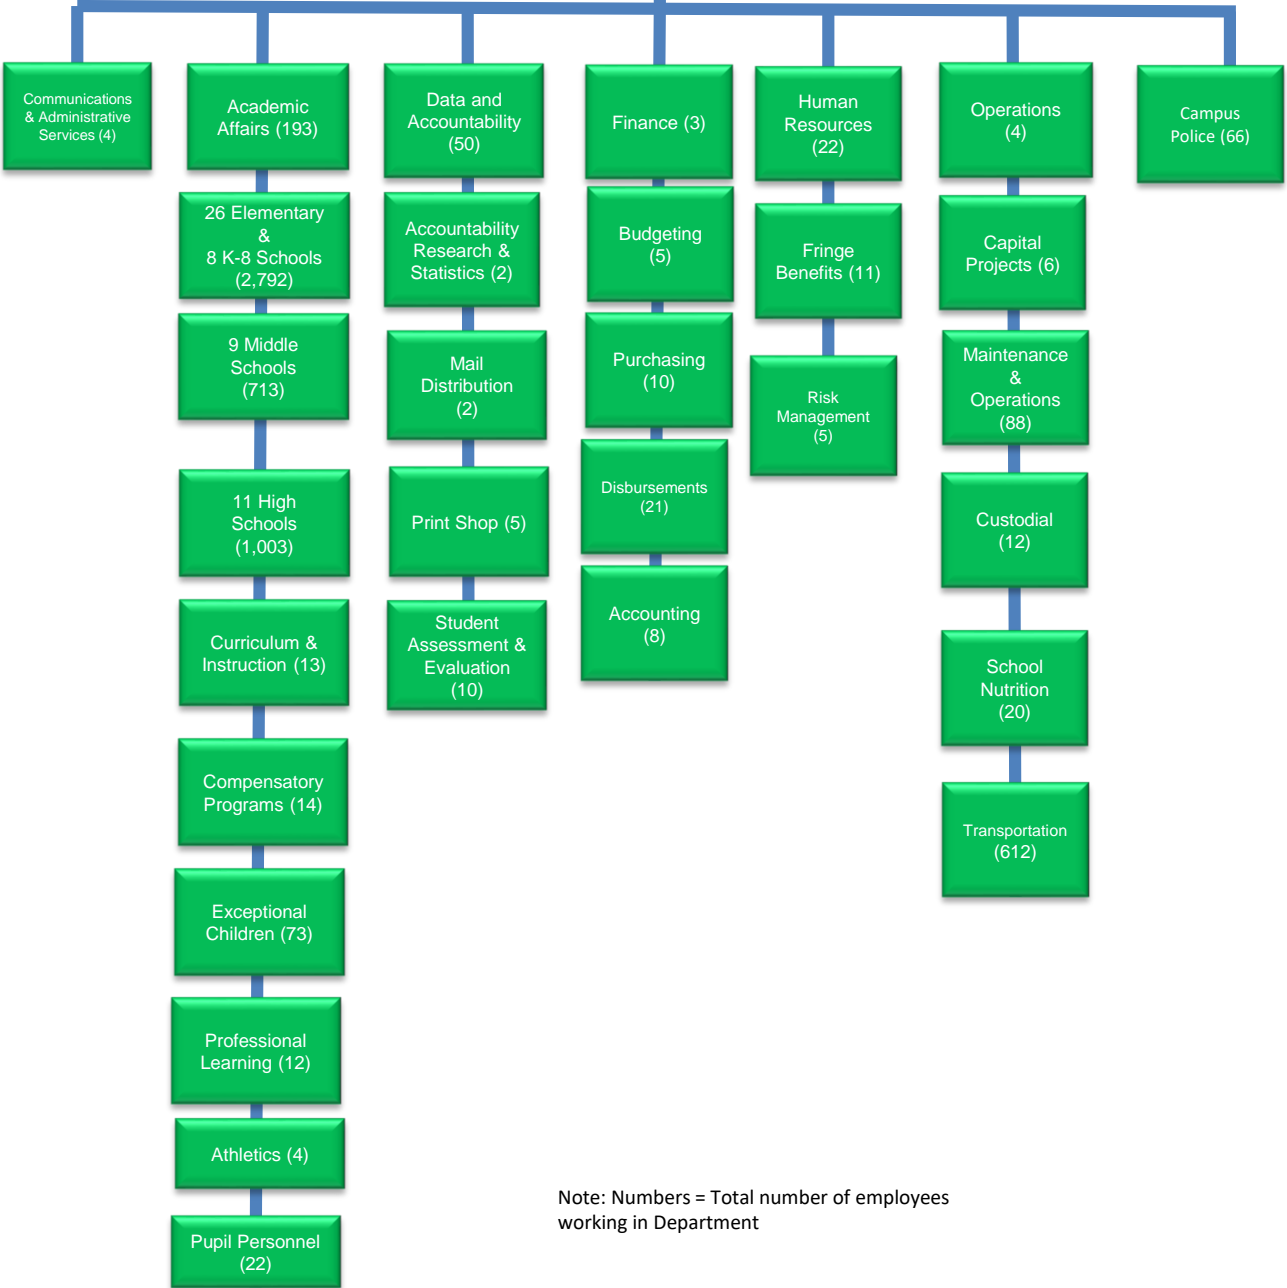 Communications
& Administrative
Services (4)
Academic
Affairs (193)
26 Elementary
&
8 K-8 Schools
(2,792)
9 Middle
Schools
(713)
11 High
Schools
(1,003)
Curriculum &
Instruction (13)
Compensatory
Programs (14)
Exceptional
Children (73)
Professional
Learning (12)
Athletics (4)
Pupil Personnel
(22)
Data and
Accountability
(50)
Accountability
Research &
Statistics (2)
Mail
Distribution
(2)
Print Shop (5)
Student
Assessment &
Evaluation
(10)
Finance (3)
Budgeting
(5)
Purchasing
(10)
Disbursements
(21)
Accounting
(8)
Human
Resources
(22)
Fringe
Benefits (11)
Risk
Management
(5)
Operations
(4)
Capital
Projects (6)
Maintenance
&
Operations
(88)
Custodial
(12)
School
Nutrition
(20)
Transportation
(612)
Campus
Police (66)
Note: Numbers = Total number of employees
working in Department